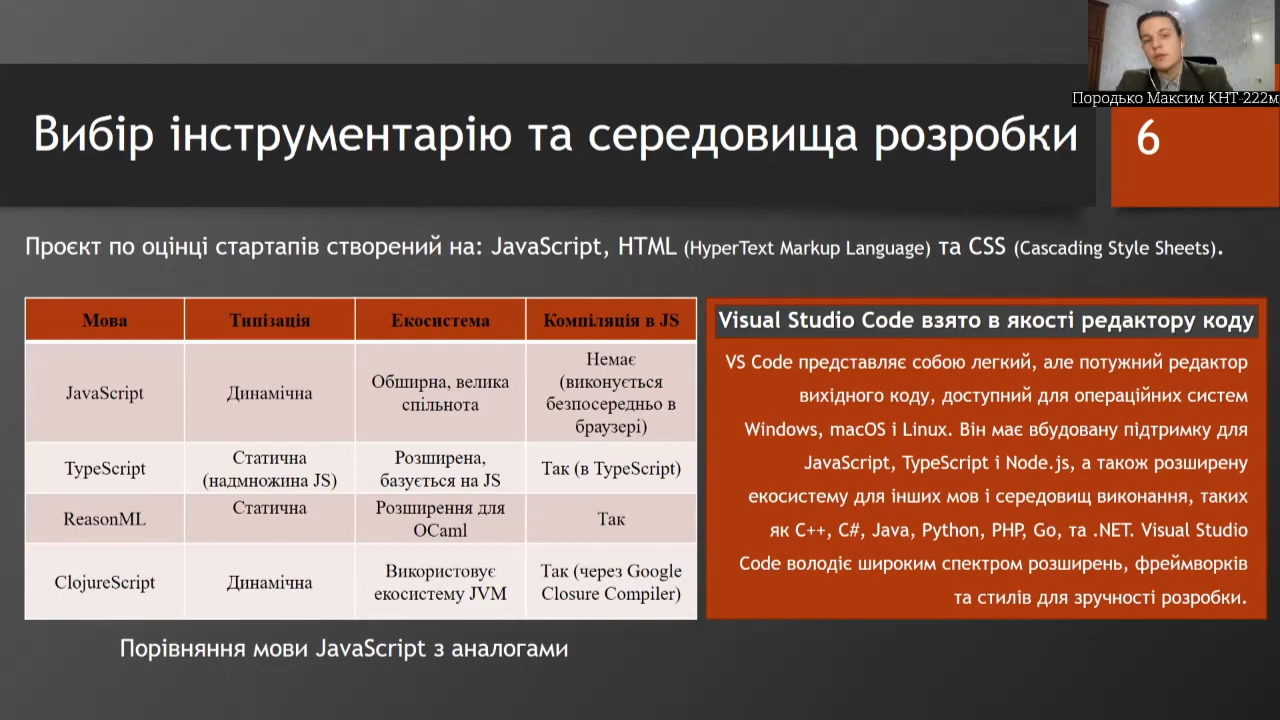 Породько Максим КНТ-222м
Вибір інструментарію та середовища розробки
6
Проєкт по оцінці стартапів створений на: JavaScript, HTML (HyperText Markup Language) та CSS (Cascading Style Sheets).
Мова
Типізація
Екосистема
Компіляція в JS
JavaScript
Динамічна
Обширна, велика
спільнота
Немає
(виконується
безпосередньо в
браузері)
TypeScript
Статична
(надмножина JS)
Розширена,
базується на JS
Так (в TypeScript)
ReasonML
Статична
Розширення для
OCaml
Так
ClojureScript
Динамічна
Використовує
екосистему JVM
Так (через Google
Closure Compiler)
Порівняння мови JavaScript з аналогами
Visual Studio Code взято в якості редактору коду
VS Code представляє собою легкий, але потужний редактор
вихідного коду, доступний для операційних систем
Windows, macOS і Linux. Він має вбудовану підтримку для
JavaScript, TypeScript і Node.js, а також розширену
екосистему для інших мов і середовищ виконання, таких
як C++, C#, Java, Python, PHP, Go, та .NET. Visual Studio
Code володіє широким спектром розширень, фреймворків
та стилів для зручності розробки.